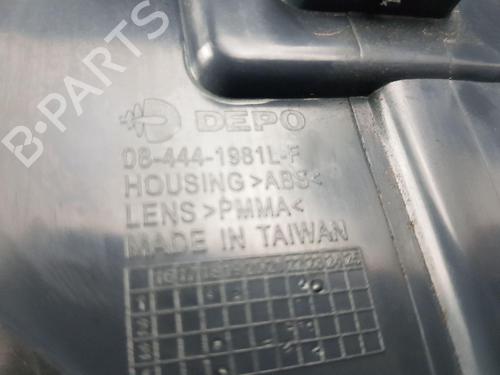 B-PARTS
DEPO
08-444-1981L-F
HOUSING >ABS<
LENS >PMMA<
MADE IN TAIWAN